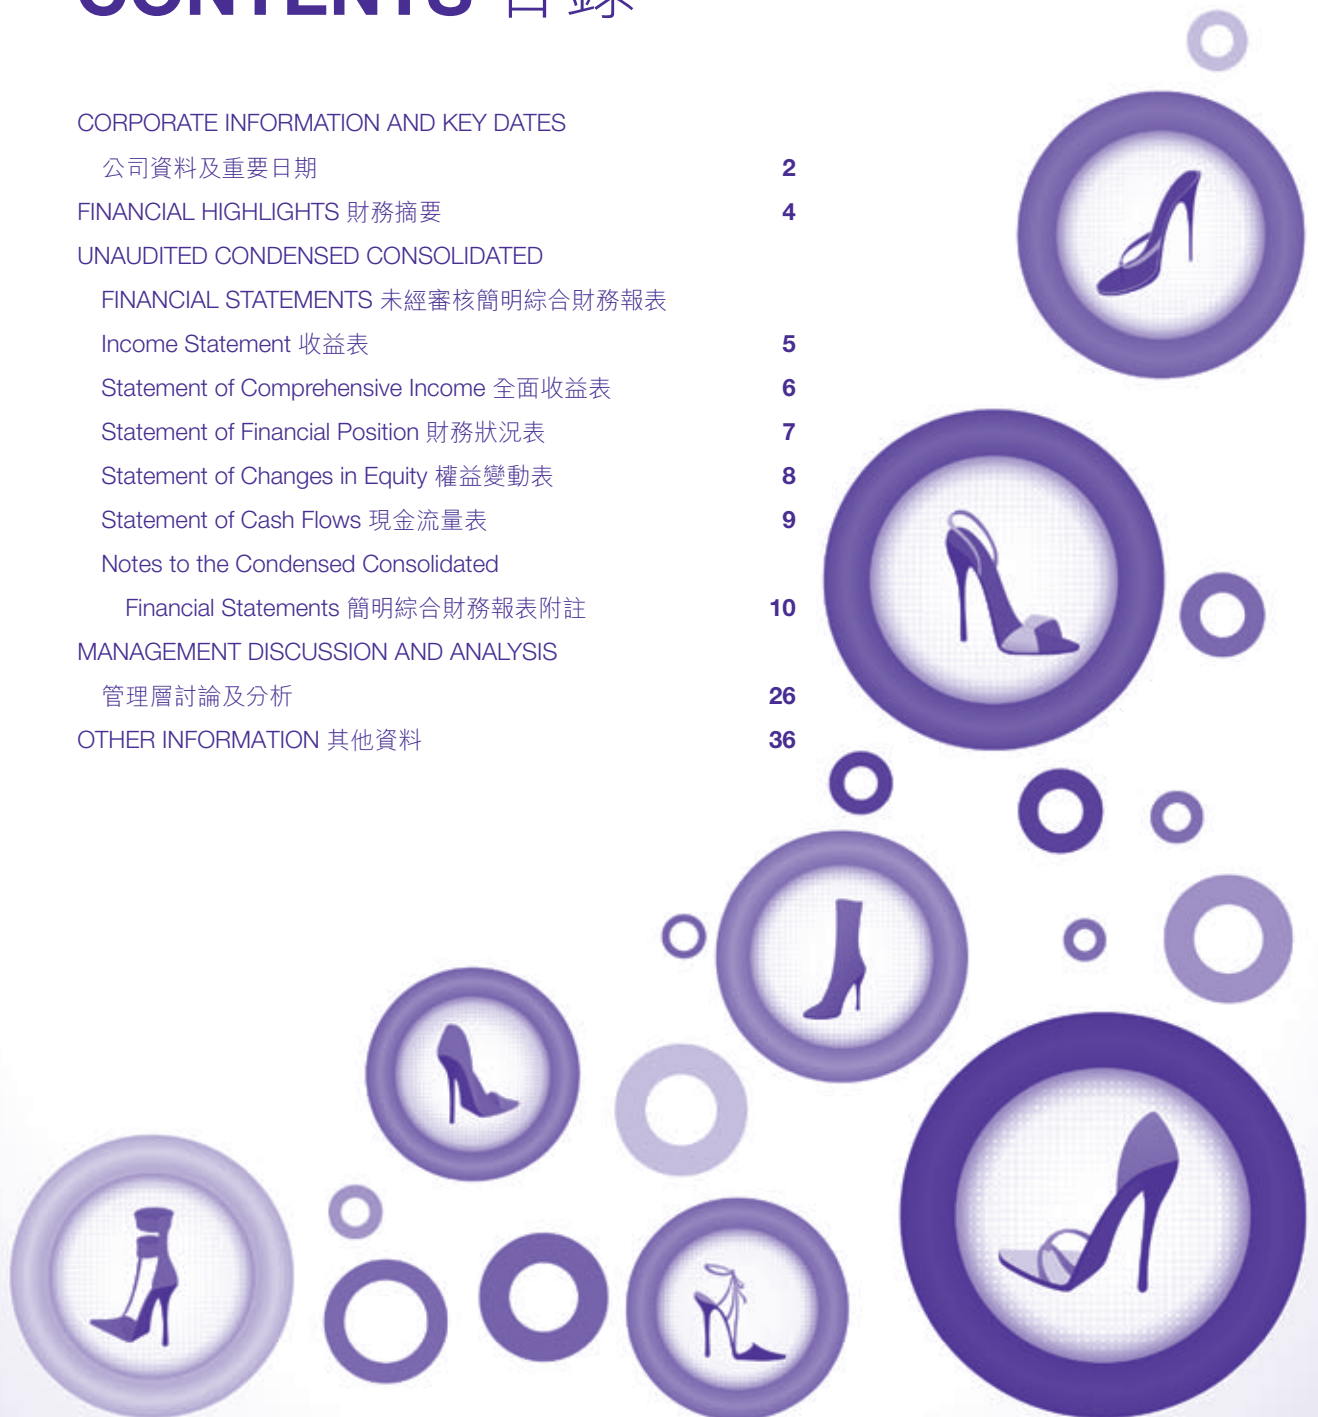 CONTENTS 目錄
CORPORATE INFORMATION AND KEY DATES
公司資料及重要日期 2
FINANCIAL HIGHLIGHTS 財務摘要 4
UNAUDITED CONDENSED CONSOLIDATED
FINANCIAL STATEMENTS 未經審核簡明綜合財務報表
Income Statement 收益表 5
Statement of Comprehensive Income 全面收益表 6
Statement of Financial Position 財務狀況表 7
Statement of Changes in Equity 權益變動表 8
Statement of Cash Flows 現金流量表 9
Notes to the Condensed Consolidated
Financial Statements 簡明綜合財務報表附註 10
MANAGEMENT DISCUSSION AND ANALYSIS
管理層討論及分析 26
OTHER INFORMATION 其他資料 36